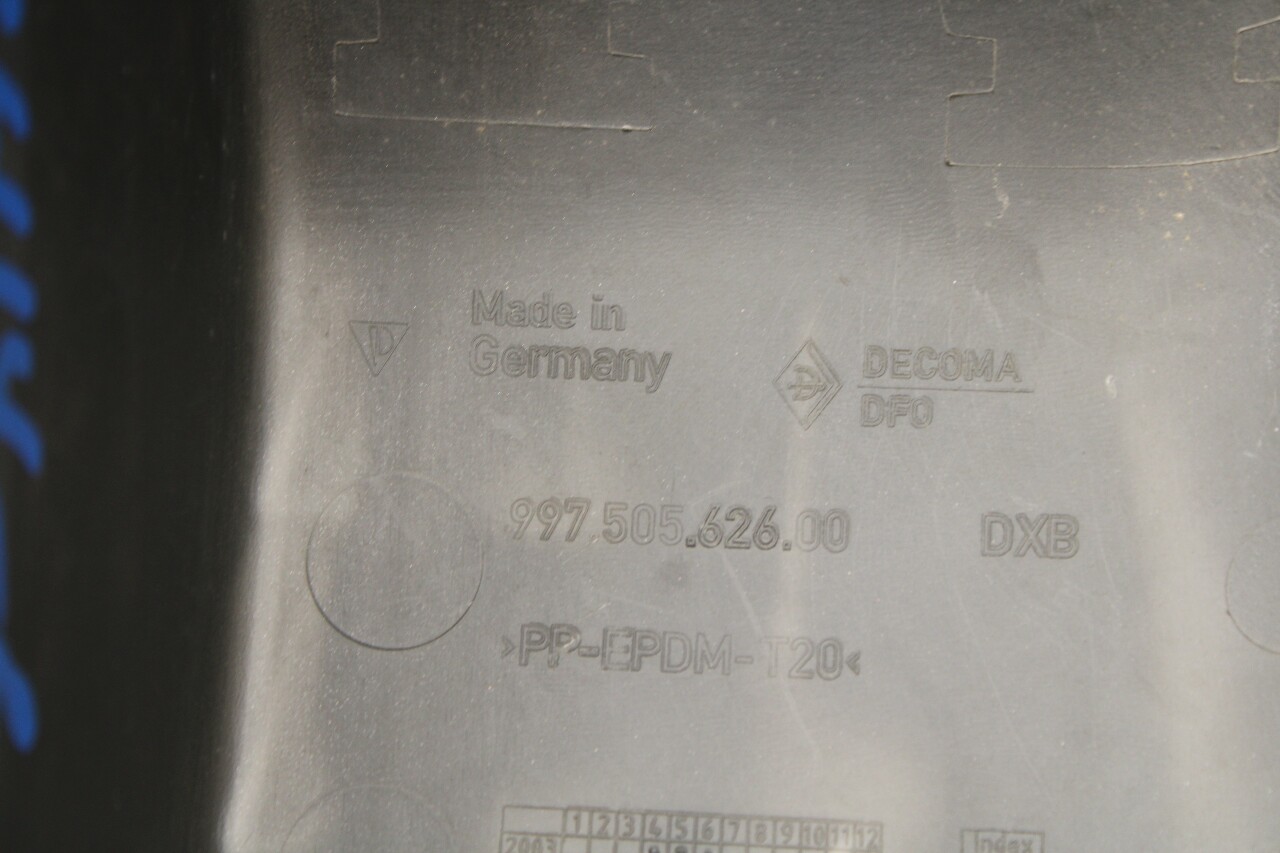 Made in
Germany
D
DECOMA
DFO
997.505.626.00 DXB
>PP-EPDM-T20<
1 2 3 4 5 6 7 8 9 10 11 12
2003
Index